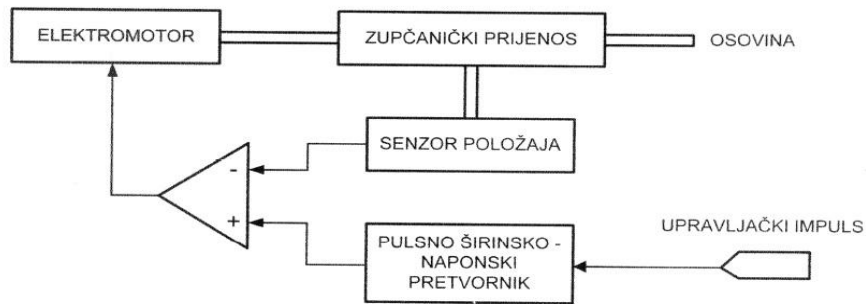 ELEKTROMOTOR
ZUPČANIČKI PRIJENOS
OSOVINA
SENZOR POLOŽAJA
-
+
PULSNO ŠIRINSKO -
NAPONSKI
PRETVORNIK
UPRAVLJAČKI IMPULS